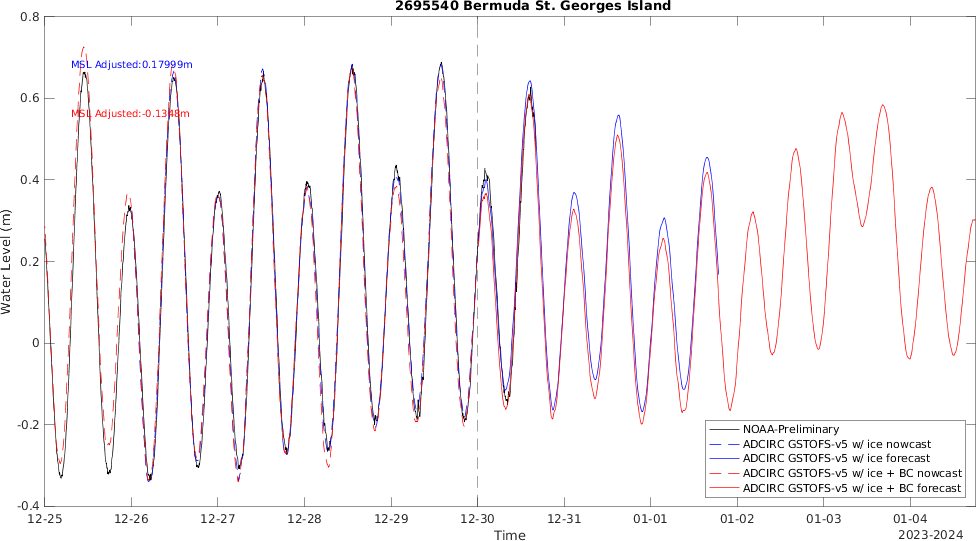 2695540 Bermuda St. Georges Island
Water Level (m)
0.8
0.6
0.4
0.2
0
-0.2
-0.4
MSL Adjusted:0.17999m
MSL Adjusted:-0.1348m
NOAA-Preliminary
ADCIRC GSTOFS-v5 w/ ice nowcast
ADCIRC GSTOFS-v5 w/ ice forecast
ADCIRC GSTOFS-v5 w/ ice + BC nowcast
ADCIRC GSTOFS-v5 w/ ice + BC forecast
12-25 12-26 12-27 12-28 12-29 12-30 12-31 01-01 01-02 01-03 01-04
Time
2023-2024